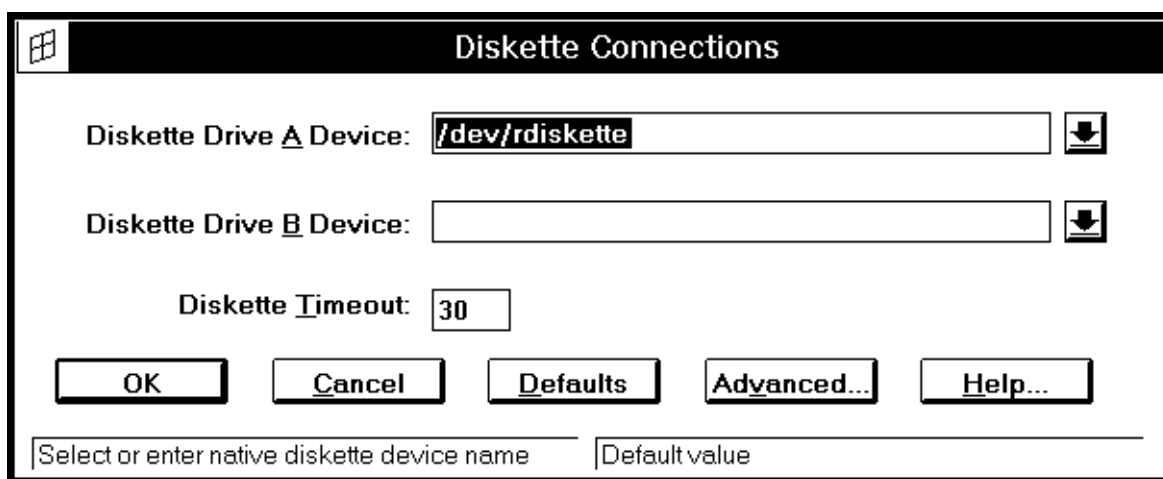 Diskette Connections
Diskette Drive A Device: /dev/rdiskette
Diskette Drive B Device:
Diskette Timeout: 30
OK Cancel Defaults Advanced... Help...
Select or enter native diskette device name Default value